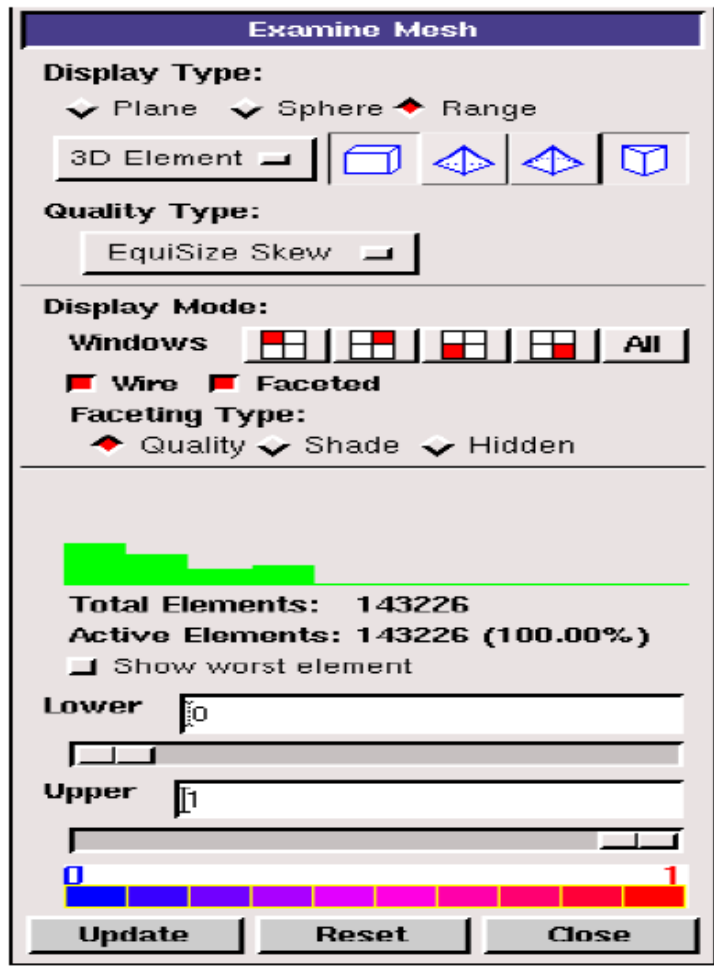 Examine Mesh
Display Type:
Plane Sphere Range
3D Element
Quality Type:
EquiSize Skew
Display Mode:
Windows All
Wire Faceted
Faceting Type:
Quality Shade Hidden
Total Elements: 143226
Active Elements: 143226 (100.00%)
Show worst element
Lower 0
Upper 1
0 1
Update Reset Close